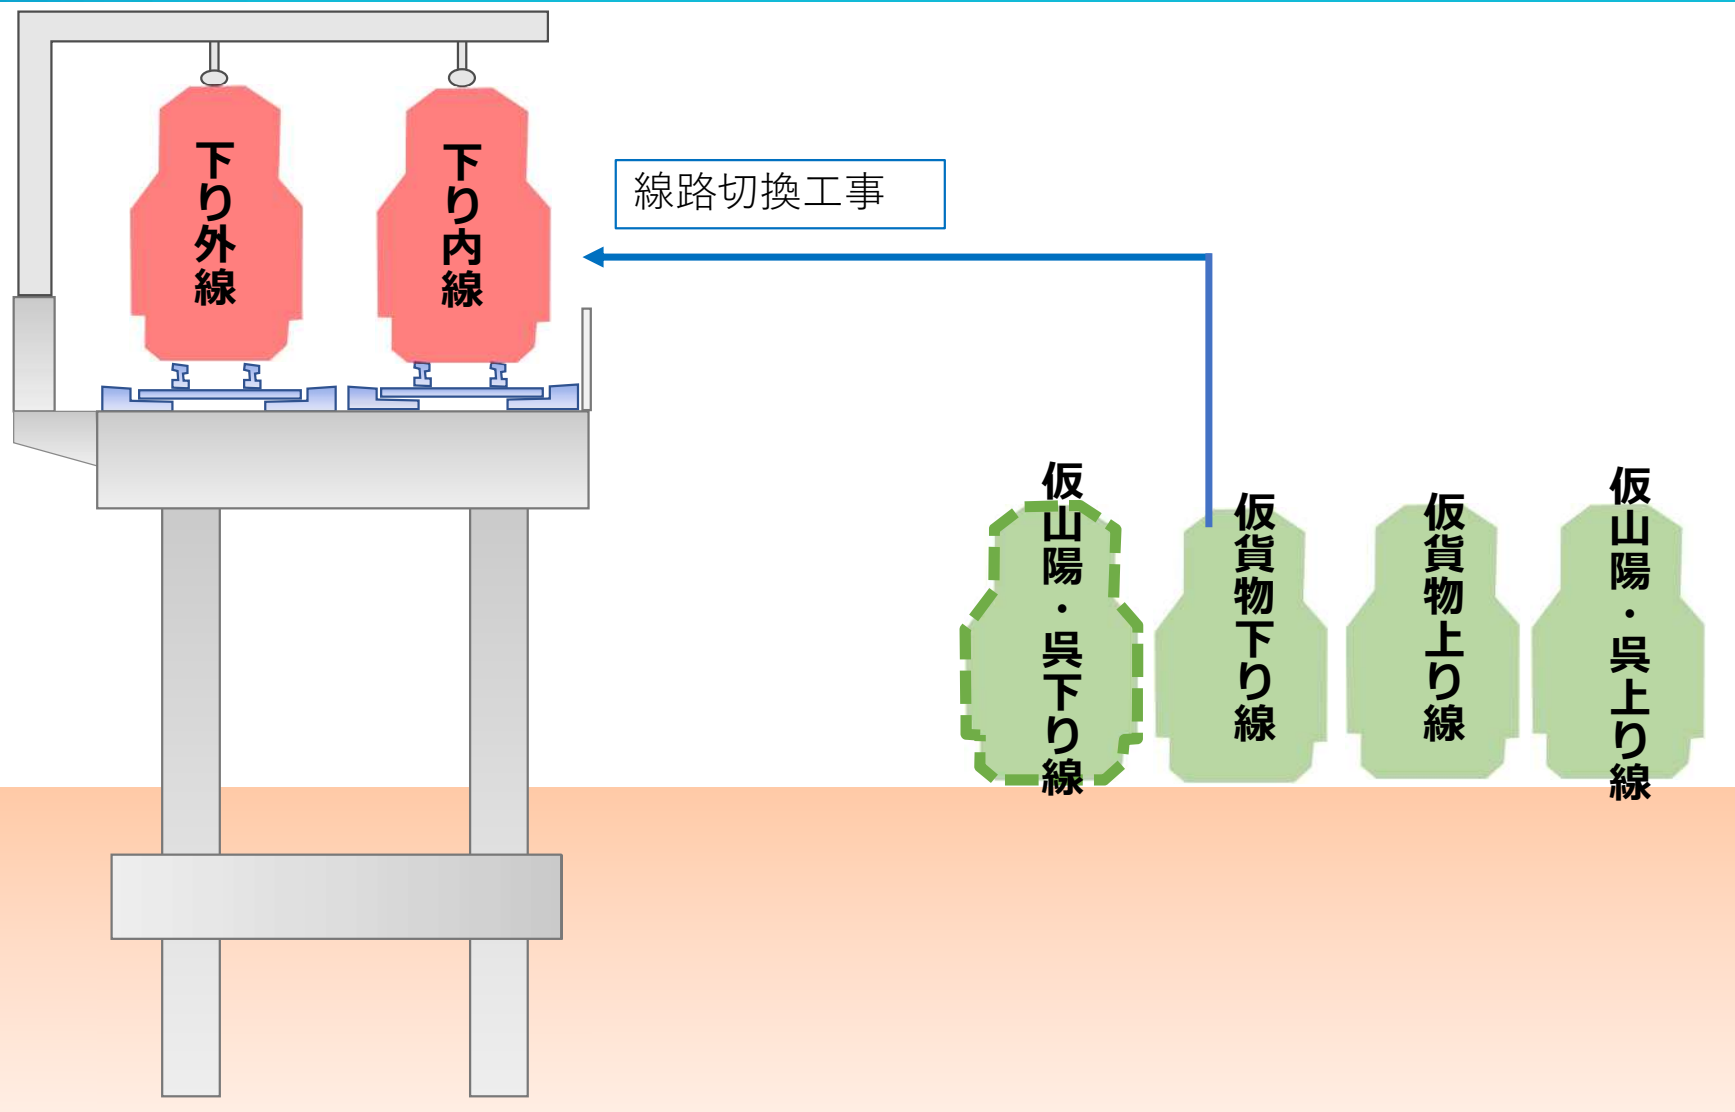 下り外線
下り内線
線路切換工事
仮山陽・呉下り線
仮貨物下り線
仮貨物上り線
仮山陽・呉上り線